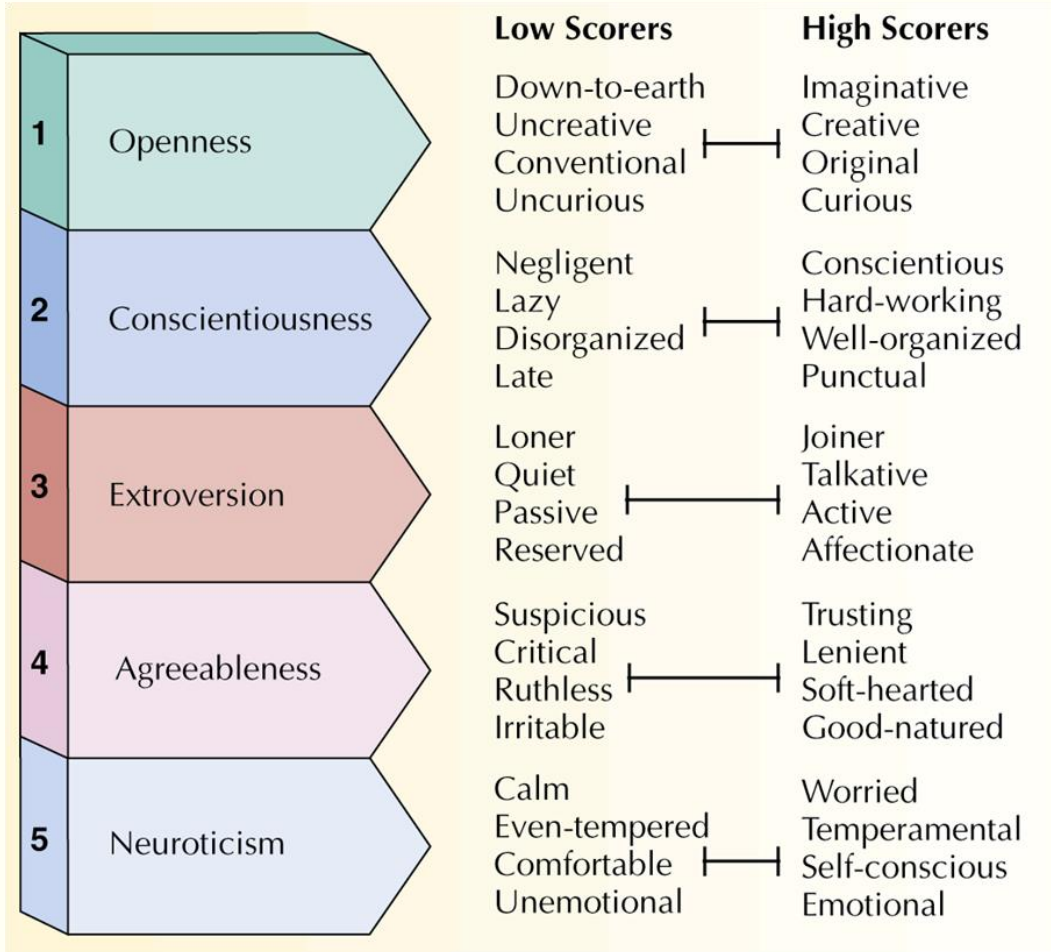 Low Scorers High Scorers
1 Openness
Down-to-earth Imaginative
Uncreative Creative
Conventional Original
Uncurious Curious
2 Conscientiousness
Negligent Conscientious
Lazy Hard-working
Disorganized Well-organized
Late Punctual
3 Extroversion
Loner Joiner
Quiet Talkative
Passive Active
Reserved Affectionate
4 Agreeableness
Suspicious Trusting
Critical Lenient
Ruthless Soft-hearted
Irritable Good-natured
5 Neuroticism
Calm Worried
Even-tempered Temperamental
Comfortable Self-conscious
Unemotional Emotional